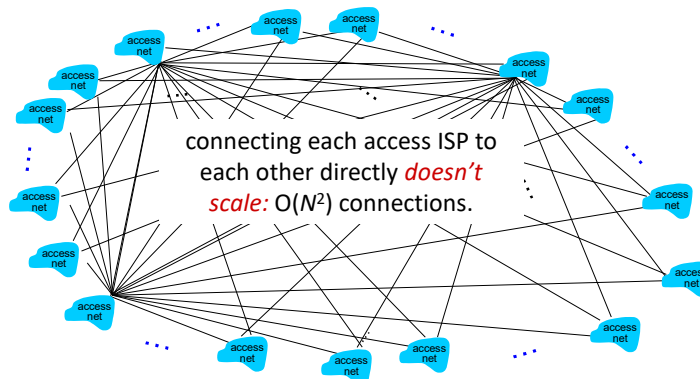 access
net
access
net
access
net
access
net
access
net
access
net
access
net
connecting each access ISP to
each other directly doesn't
scale: O(N²) connections.
access
net
access
net
access
net
access
net
access
net
access
net
access
net
access
net
access
net